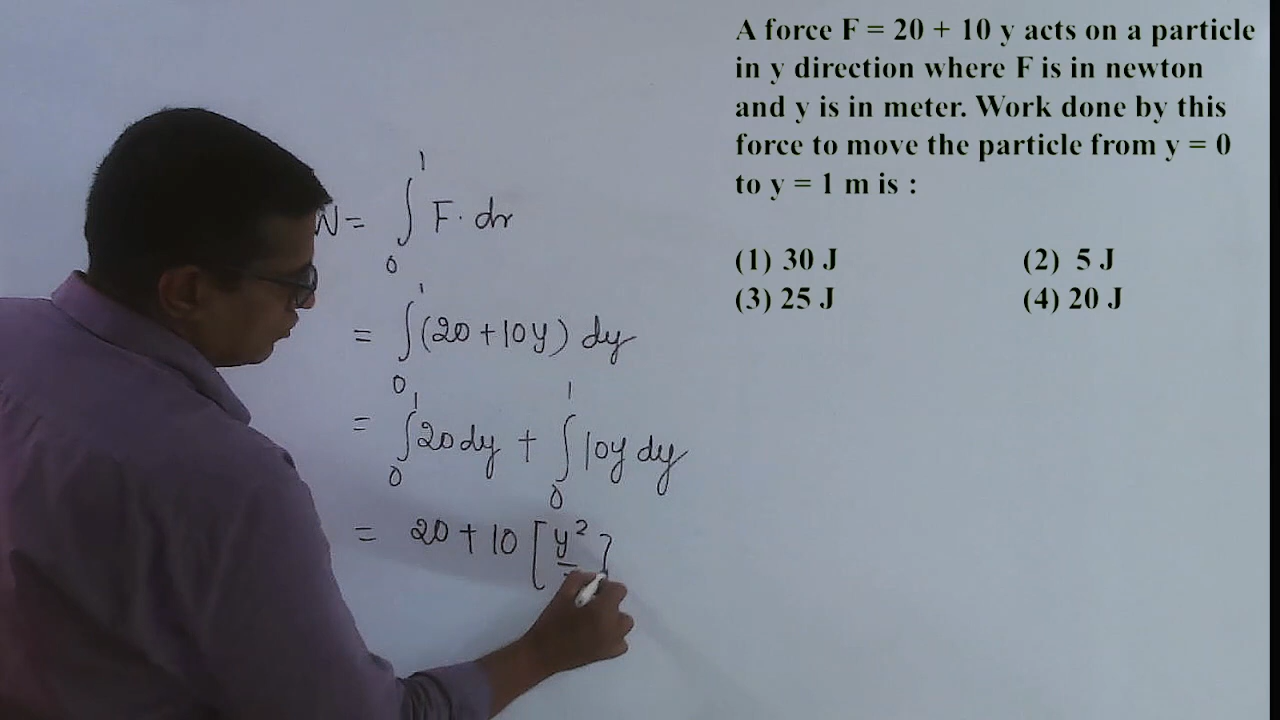 A force F = 20 + 10 y acts on a particle
in y direction where F is in newton
and y is in meter. Work done by this
force to move the particle from y = 0
to y = 1 m is :
(1) 30 J (2) 5 J
(3) 25 J (4) 20 J
W = ∫₀¹ F · dr
= ∫₀¹ (20 + 10y) dy
= ∫₀¹ 20 dy + ∫₀¹ 10y dy
= 20 + 10 [ y²